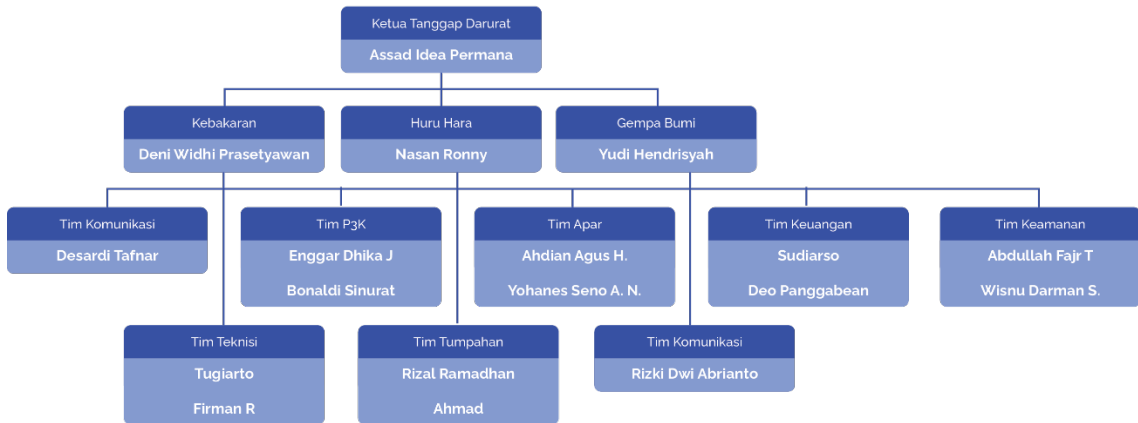 Ketua Tanggap Darurat
Assad Idea Permana
Kebakaran
Deni Widhi Prasetyawan
Huru Hara
Nasan Ronny
Gempa Bumi
Yudi Hendrisyah
Tim Komunikasi
Desardi Tafnar
Tim P3K
Enggar Dhika J
Bonaldi Sinurat
Tim Apar
Ahdian Agus H.
Yohanes Seno A. N.
Tim Keuangan
Sudiarso
Deo Panggabean
Tim Keamanan
Abdullah Fajr T
Wisnu Darman S.
Tim Teknisi
Tugiarto
Firman R
Tim Tumpahan
Rizal Ramadhan
Ahmad
Tim Komunikasi
Rizki Dwi Abrianto